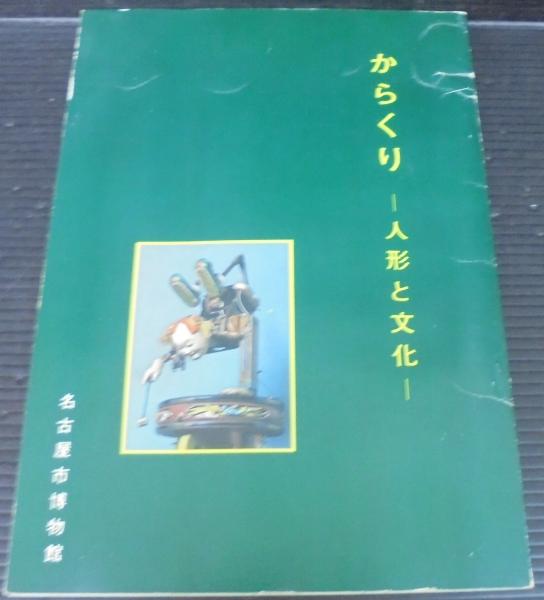 からくり
―人形と文化―
名古屋市博物館